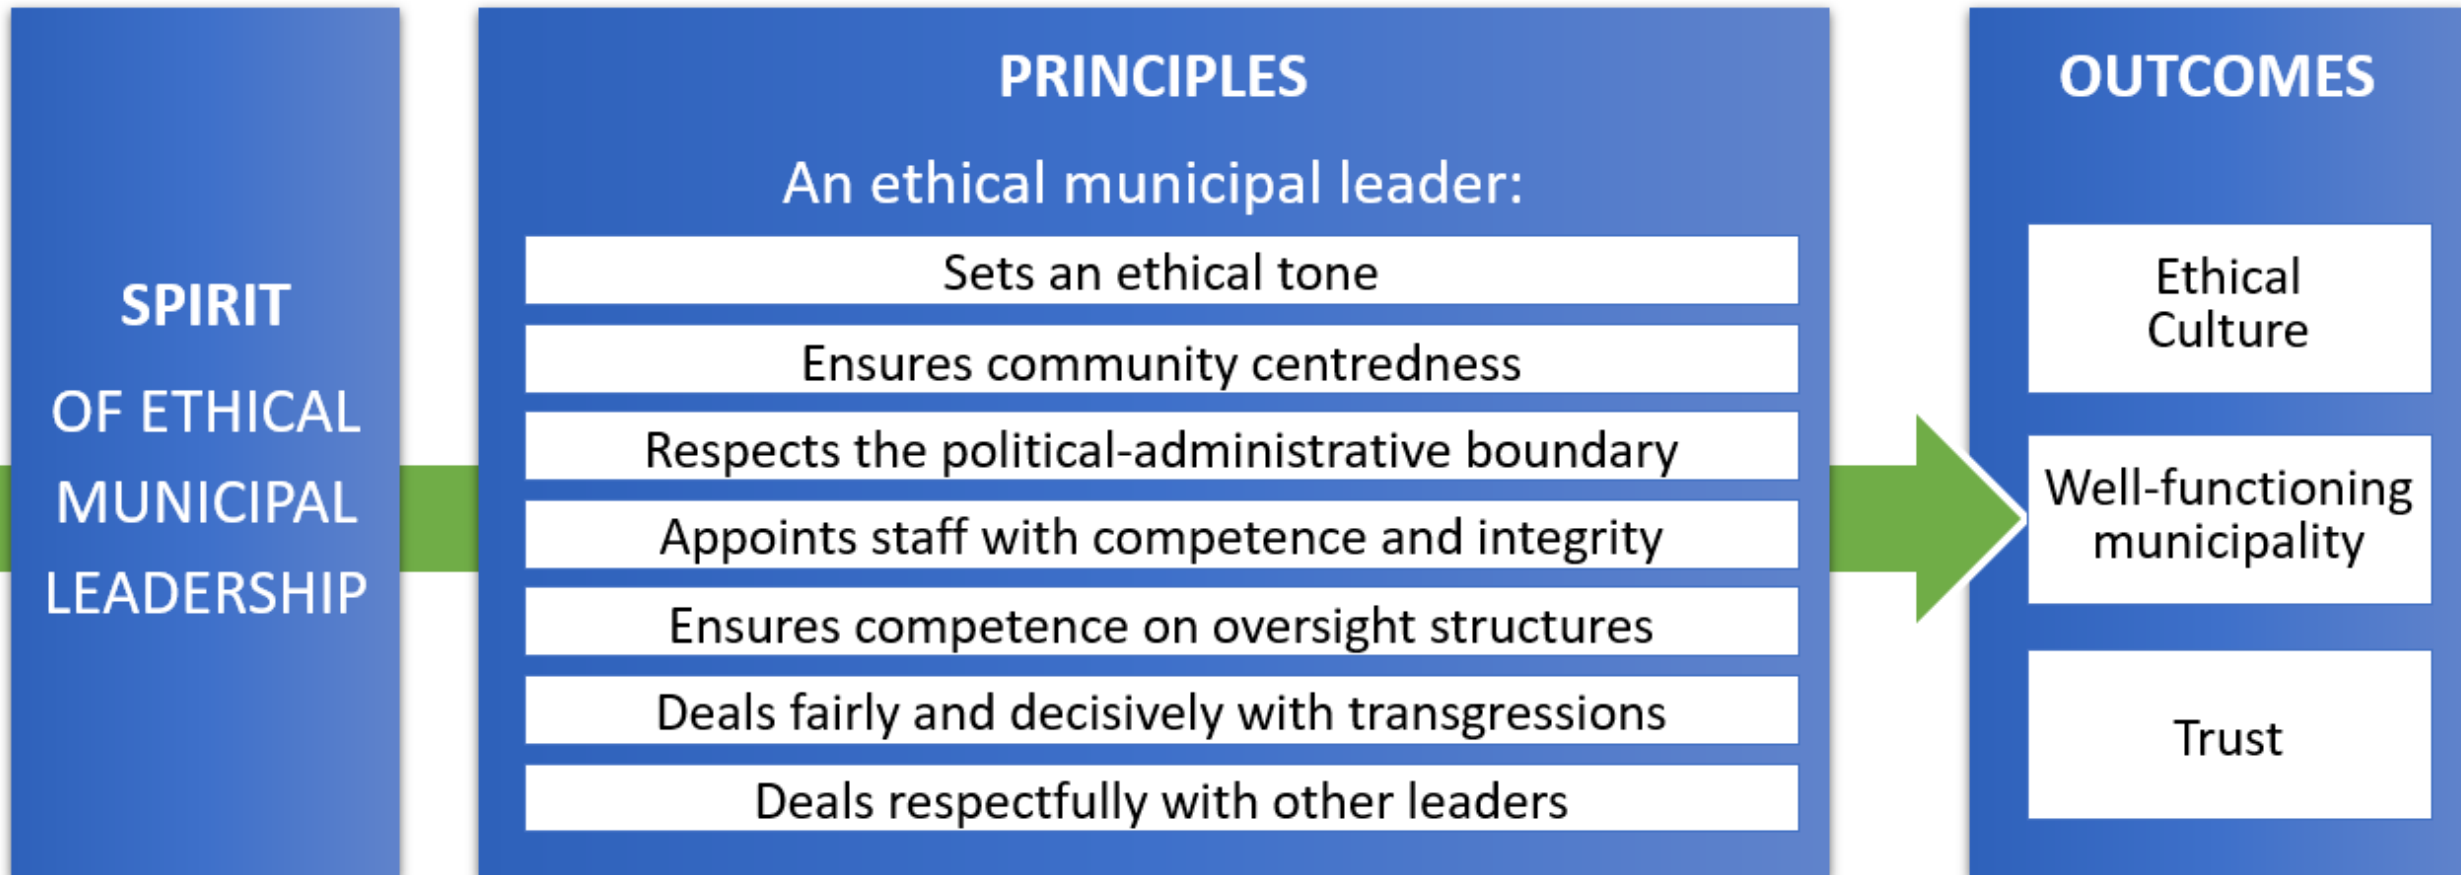 SPIRIT
OF ETHICAL
MUNICIPAL
LEADERSHIP
PRINCIPLES
An ethical municipal leader:
Sets an ethical tone
Ensures community centredness
Respects the political-administrative boundary
Appoints staff with competence and integrity
Ensures competence on oversight structures
Deals fairly and decisively with transgressions
Deals respectfully with other leaders
OUTCOMES
Ethical
Culture
Well-functioning
municipality
Trust